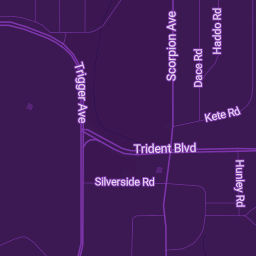 Scorpion Ave
Haddo Rd
Dace Rd
Trigger Ave
Kete Rd
Trident Blvd
Silverside Rd
Hunley Rd